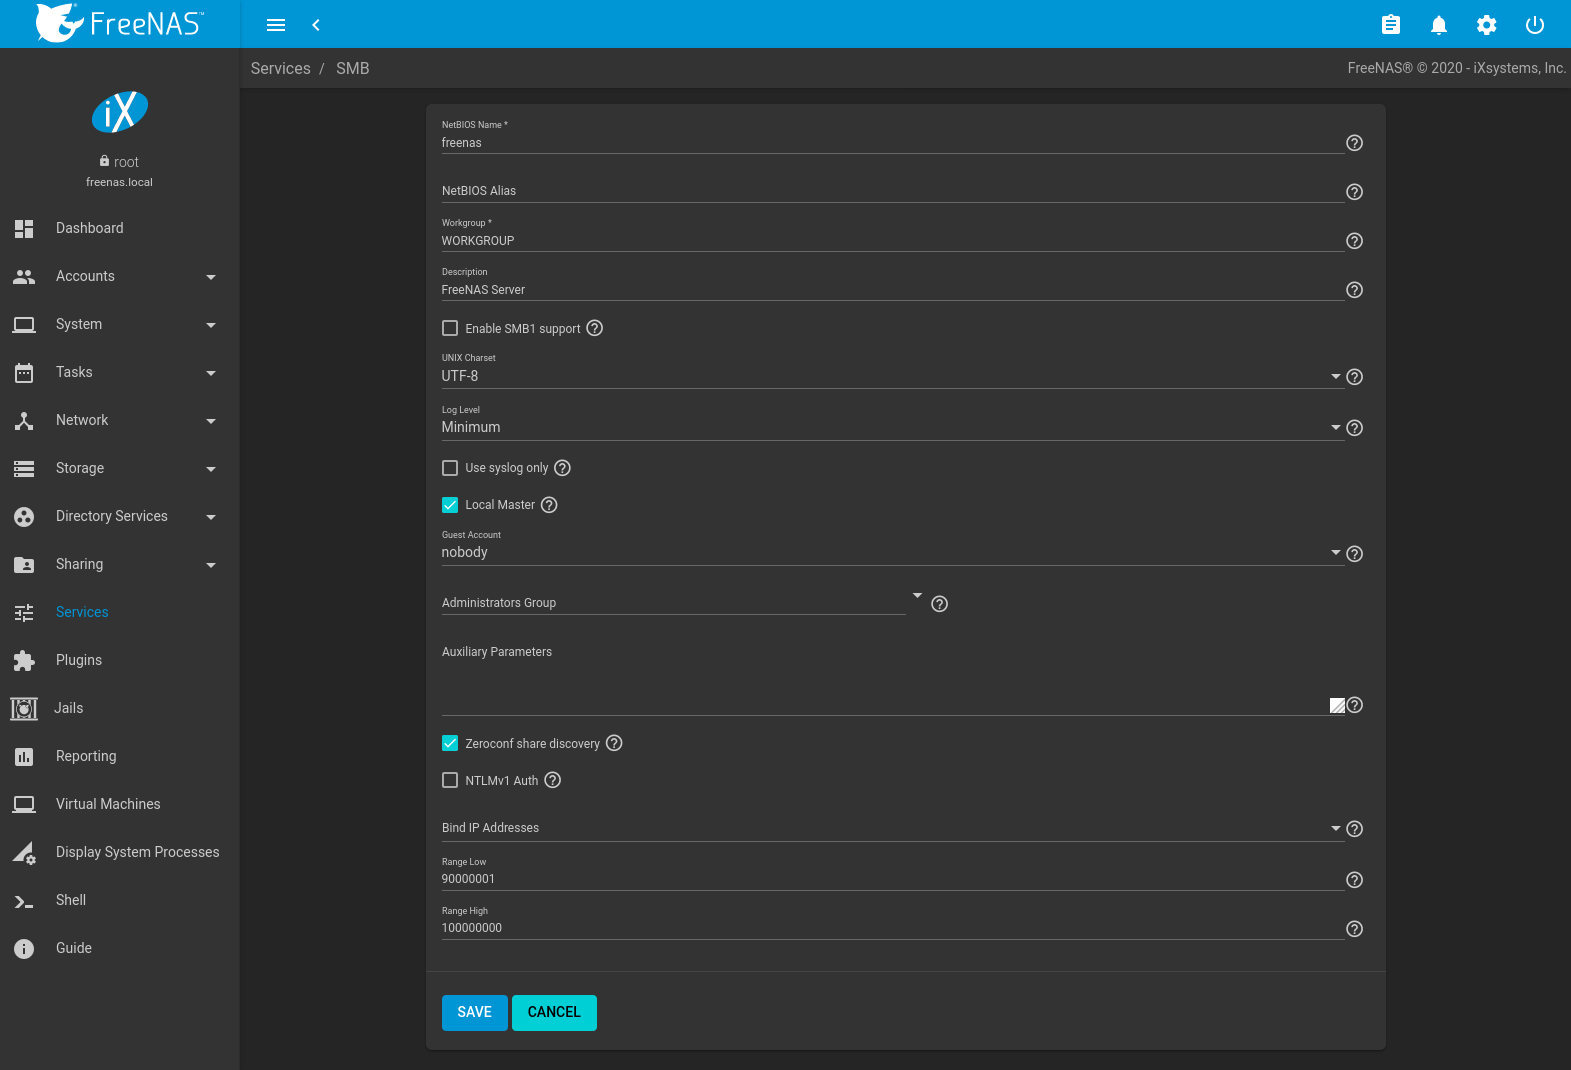 FreeNAS™
Services / SMB
FreeNAS® © 2020 - iXsystems, Inc.
iX
root
freenas.local
Dashboard
Accounts
System
Tasks
Network
Storage
Directory Services
Sharing
Services
Plugins
Jails
Reporting
Virtual Machines
Display System Processes
Shell
Guide
NetBIOS Name *
freenas
NetBIOS Alias
Workgroup *
WORKGROUP
Description
FreeNAS Server
Enable SMB1 support
UNIX Charset
UTF-8
Log Level
Minimum
Use syslog only
Local Master
Guest Account
nobody
Administrators Group
Auxiliary Parameters
Zeroconf share discovery
NTLMv1 Auth
Bind IP Addresses
Range Low
90000001
Range High
100000000
SAVE CANCEL